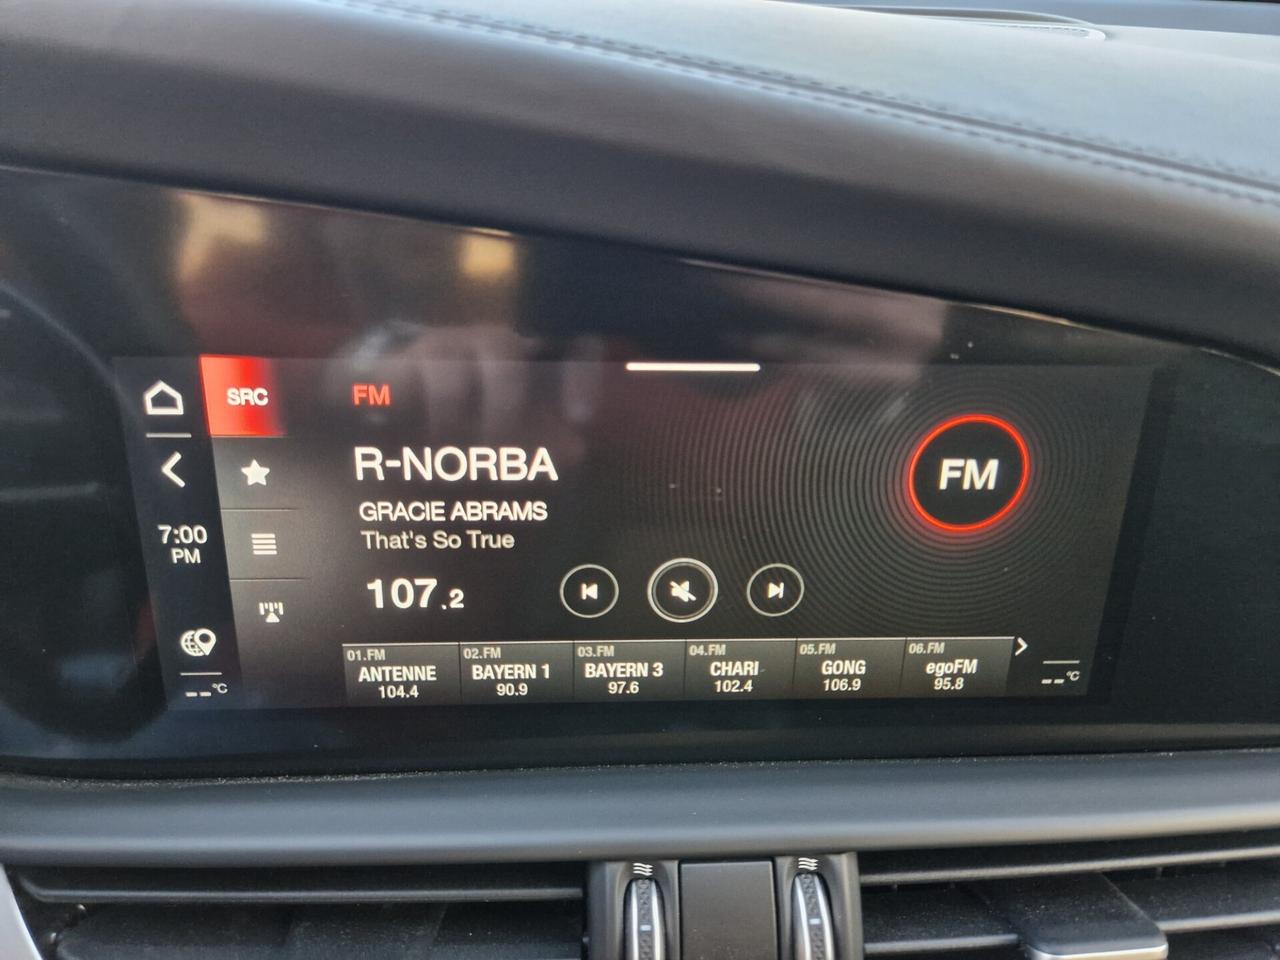 SRC
FM
R-NORBA
GRACIE ABRAMS
That's So True
107.2
FM
7:00
PM
01.FM
ANTENNE
104.4
02.FM
BAYERN 1
90.9
03.FM
BAYERN 3
97.6
04.FM
CHARI
102.4
05.FM
GONG
106.9
06.FM
egoFM
95.8
--°C
--°C